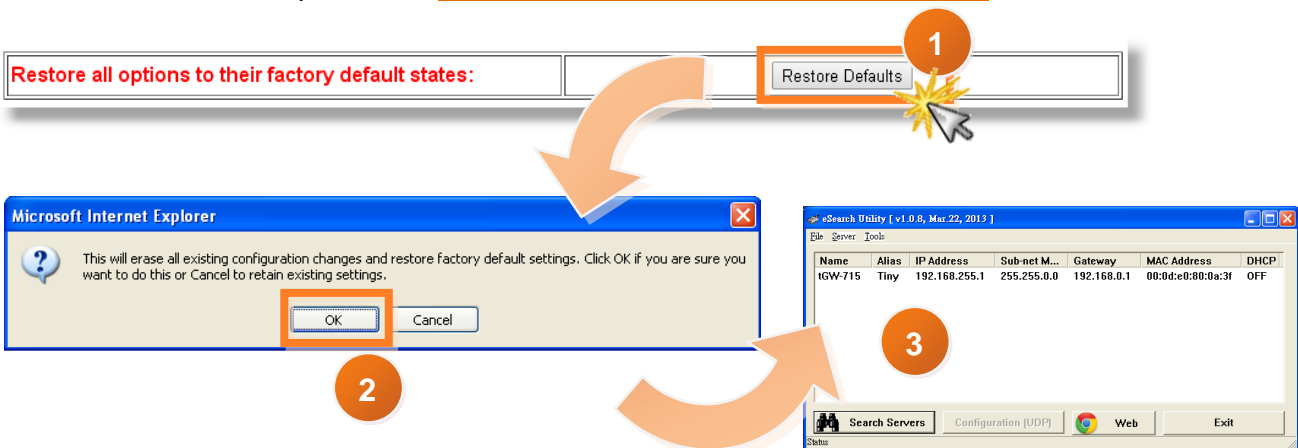 1
Restore all options to their factory default states:
Restore Defaults
Microsoft Internet Explorer
This will erase all existing configuration changes and restore factory default settings. Click OK if you are sure you
want to do this or Cancel to retain existing settings.
OK Cancel
2
eSearch Utility [ v1.0.8, Mar.22, 2013 ]
File Server Tools
Name Alias IP Address Sub-net M... Gateway MAC Address DHCP
tGW-715 Tiny 192.168.255.1 255.255.0.0 192.168.0.1 00:0d:e0:80:0a:3f OFF
3
Search Servers Configuration (UDP) Web Exit
Status